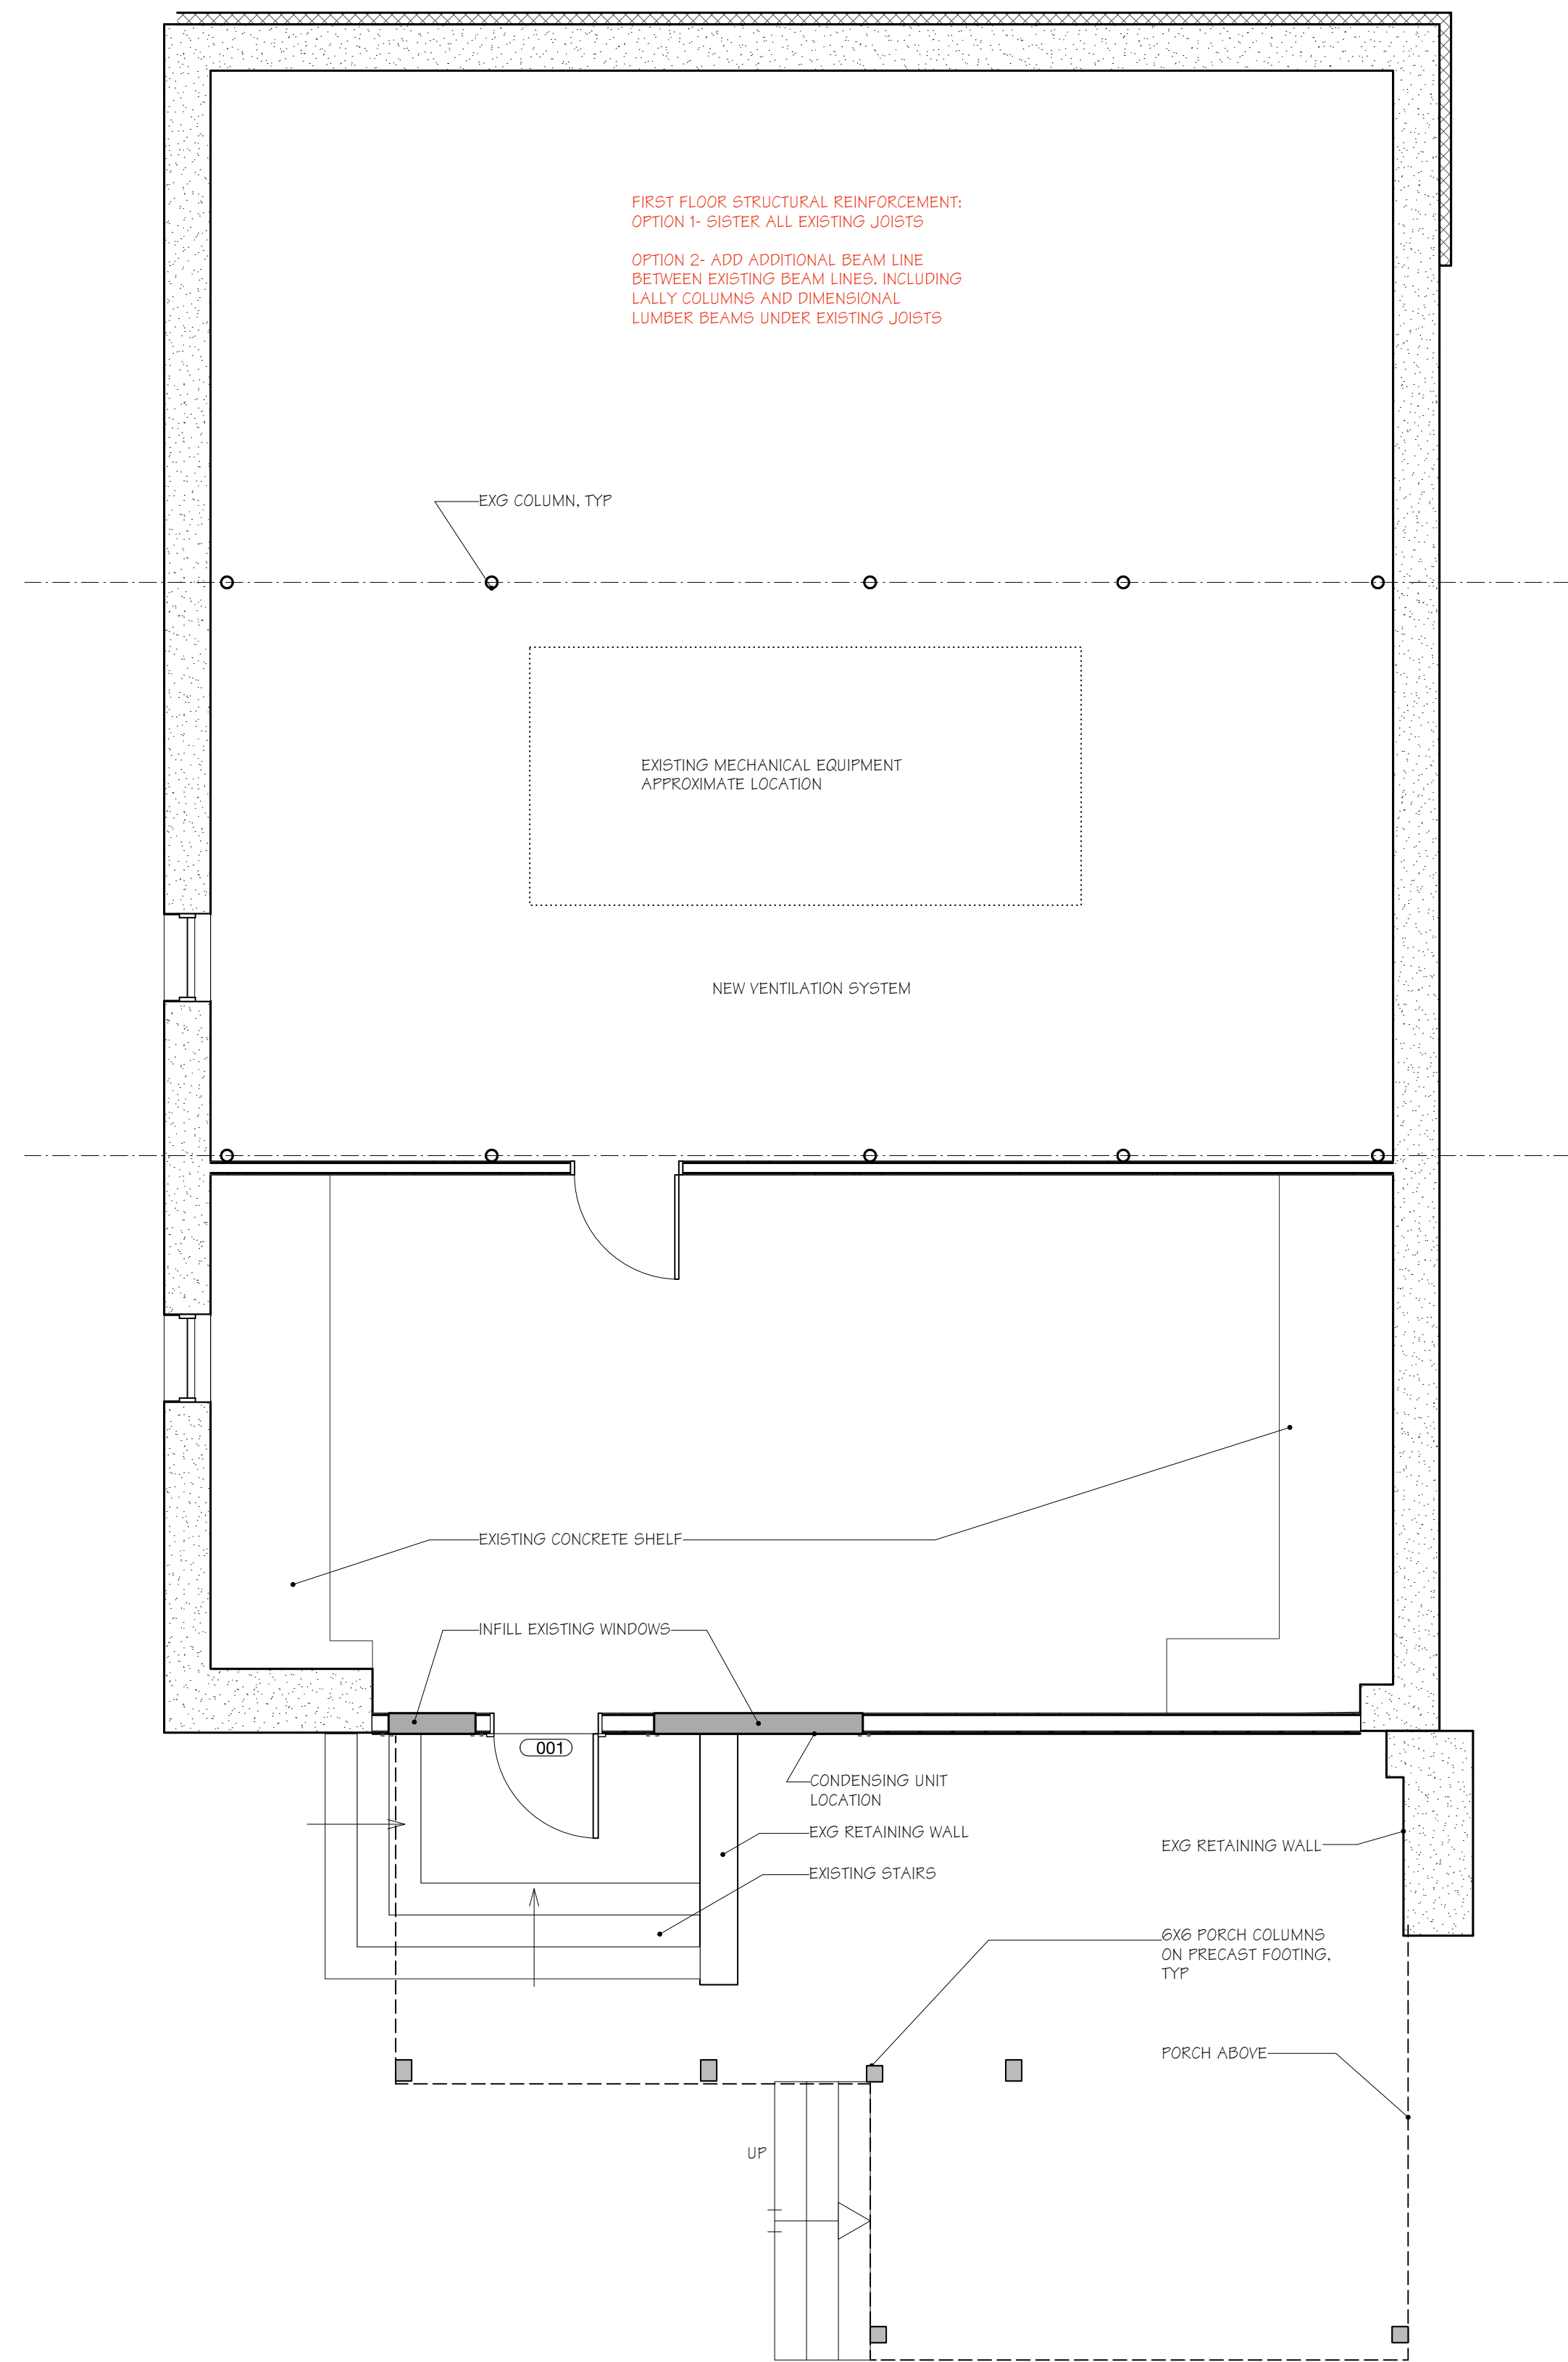 FIRST FLOOR STRUCTURAL REINFORCEMENT:
OPTION 1- SISTER ALL EXISTING JOISTS
OPTION 2- ADD ADDITIONAL BEAM LINE
BETWEEN EXISTING BEAM LINES. INCLUDING
LALLY COLUMNS AND DIMENSIONAL
LUMBER BEAMS UNDER EXISTING JOISTS
EXG COLUMN, TYP
EXISTING MECHANICAL EQUIPMENT
APPROXIMATE LOCATION
NEW VENTILATION SYSTEM
EXISTING CONCRETE SHELF
INFILL EXISTING WINDOWS
001
CONDENSING UNIT
LOCATION
EXG RETAINING WALL
EXG RETAINING WALL
EXISTING STAIRS
6X6 PORCH COLUMNS
ON PRECAST FOOTING,
TYP
PORCH ABOVE
UP